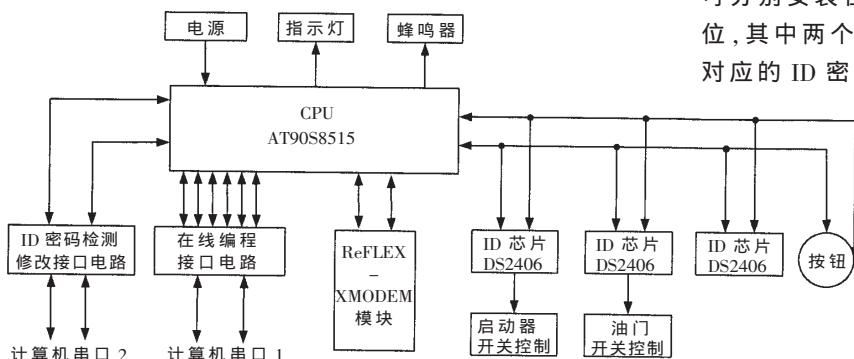 可分别安装在
位,其中两个
对应的 ID 密
电源
指示灯
蜂鸣器
CPU
AT90S8515
ID 密码检测
修改接口电路
在线编程
接口电路
ReFLEX
–
XMODEM
模块
ID 芯片
DS2406
ID 芯片
DS2406
ID 芯片
DS2406
按钮
启动器
开关控制
油门
开关控制
计算机串口 2
计算机串口 1